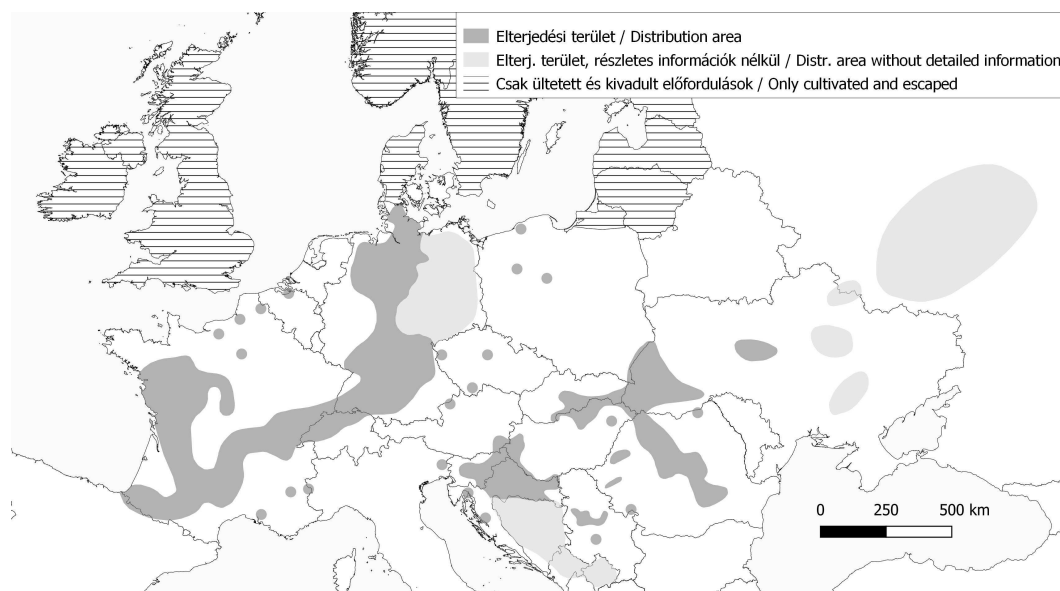 Elterjedési terület / Distribution area
Elterj. terület, részletes információk nélkül / Distr. area without detailed information
Csak ültetett és kivadult előfordulások / Only cultivated and escaped
0 250 500 km